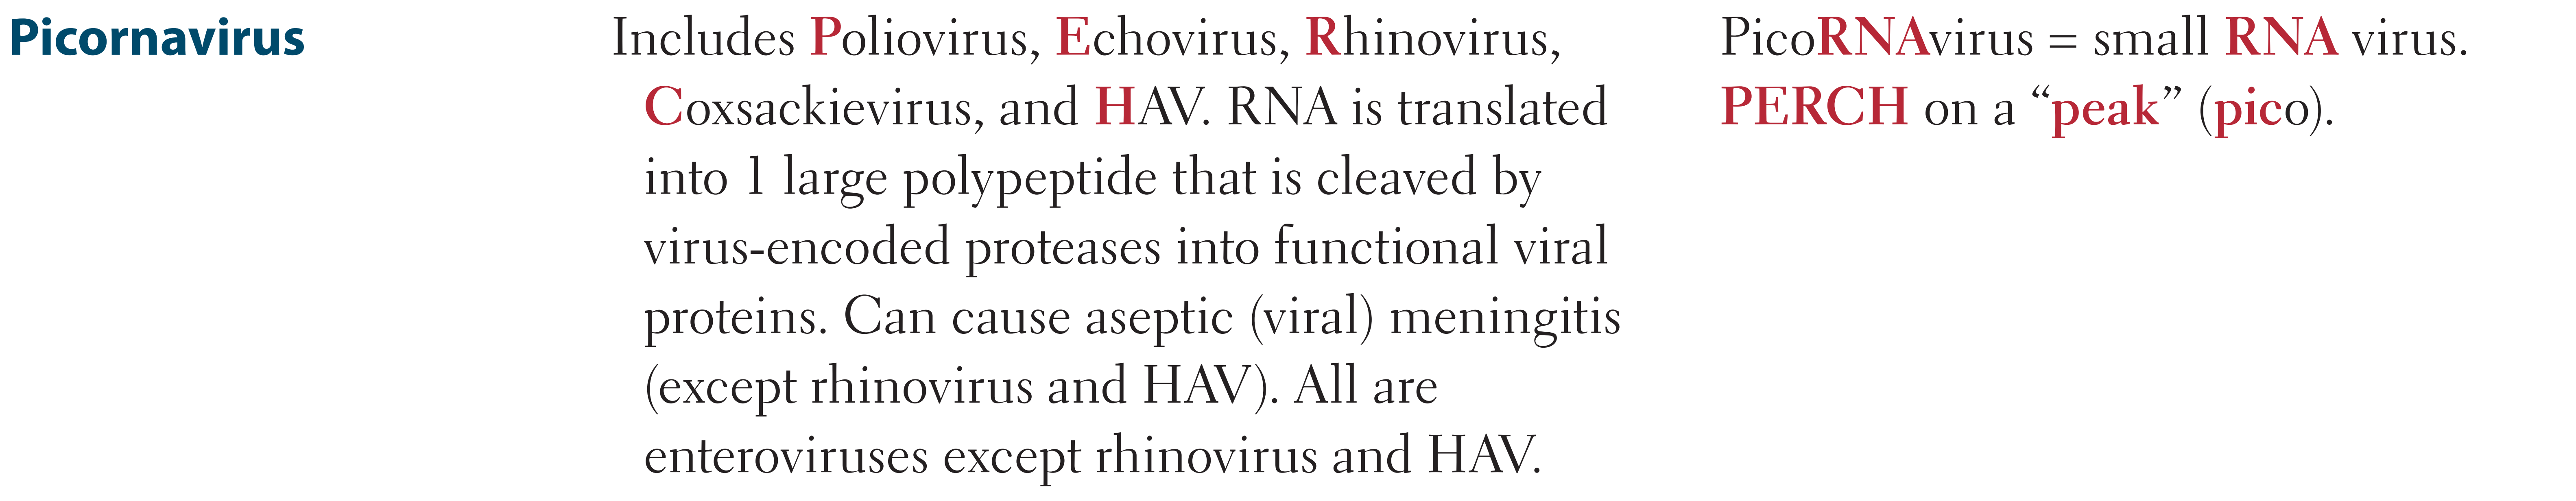 Picornavirus
Includes Poliovirus, Echovirus, Rhinovirus,
Coxsackievirus, and HAV. RNA is translated
into 1 large polypeptide that is cleaved by
virus-encoded proteases into functional viral
proteins. Can cause aseptic (viral) meningitis
(except rhinovirus and HAV). All are
enteroviruses except rhinovirus and HAV.
PicoRNAvirus = small RNA virus.
PERCH on a “peak” (pico).